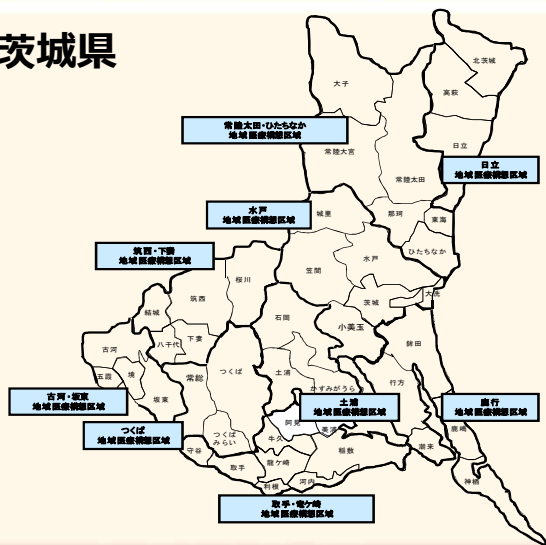 茨城県
北茨城
大子
高萩
常陸太田・ひたちなか
地域医療構想区域
日立
常陸大宮
日立
地域医療構想区域
常陸太田
水戸
地域医療構想区域
城里
那珂
東海
筑西・下妻
地域医療構想区域
ひたちなか
水戸
笠間
桜川
大洗
筑西
茨城
結城
石岡
小美玉
八千代
下妻
鉾田
古河
五霞
境
常総
つくば
土浦
行方
かすみがうら
坂東
古河・坂東
地域医療構想区域
土浦
地域医療構想区域
鹿行
地域医療構想区域
阿見
美浦
鹿嶋
つくば
地域医療構想区域
つくば
みらい
牛久
潮来
守谷
稲敷
取手
龍ケ崎
利根
河内
神栖
取手・竜ケ崎
地域医療構想区域